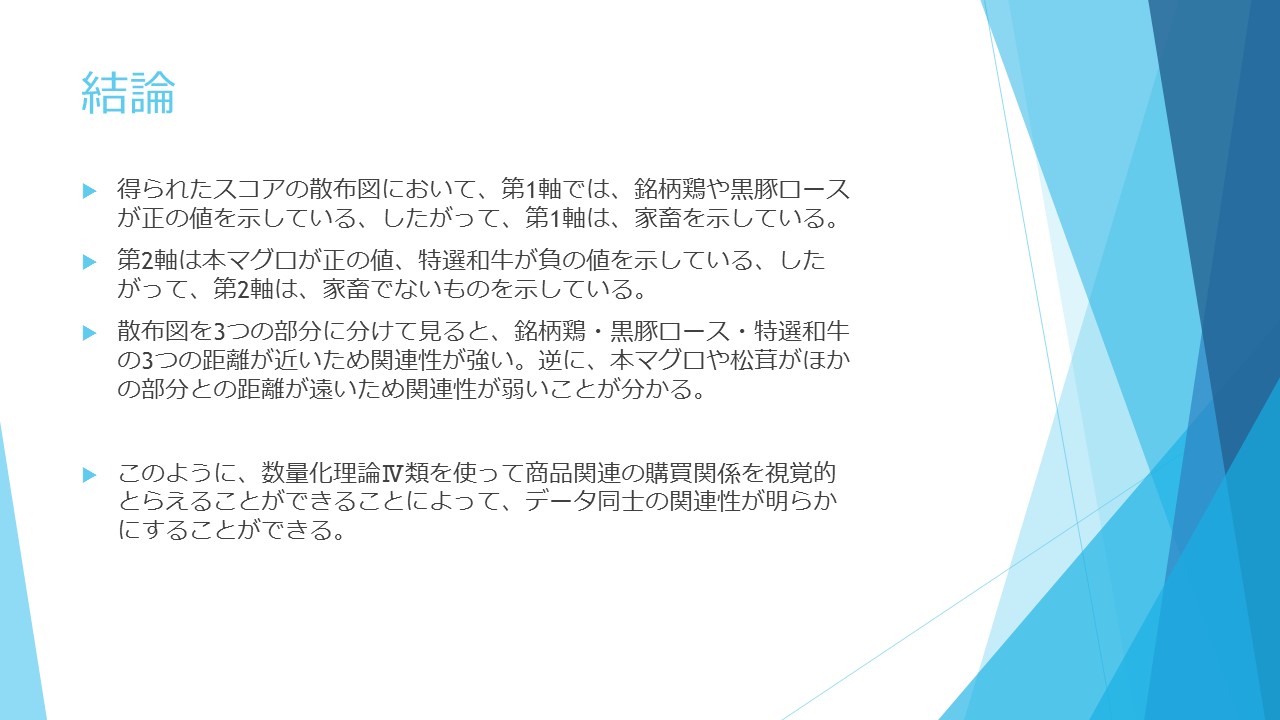 結論
得られたスコアの散布図において、第1軸では、銘柄鶏や黒豚ロース
が正の値を示している、したがって、第1軸は、家畜を示している。
第2軸は本マグロが正の値、特選和牛が負の値を示している、した
がって、第2軸は、家畜でないものを示している。
散布図を3つの部分に分けて見ると、銘柄鶏・黒豚ロース・特選和牛
の3つの距離が近いため関連性が強い。逆に、本マグロや松茸がほか
の部分との距離が遠いため関連性が弱いことが分かる。
このように、数量化理論Ⅳ類を使って商品関連の購買関係を視覚的
とらえることができることによって、データ同士の関連性が明らか
にすることができる。